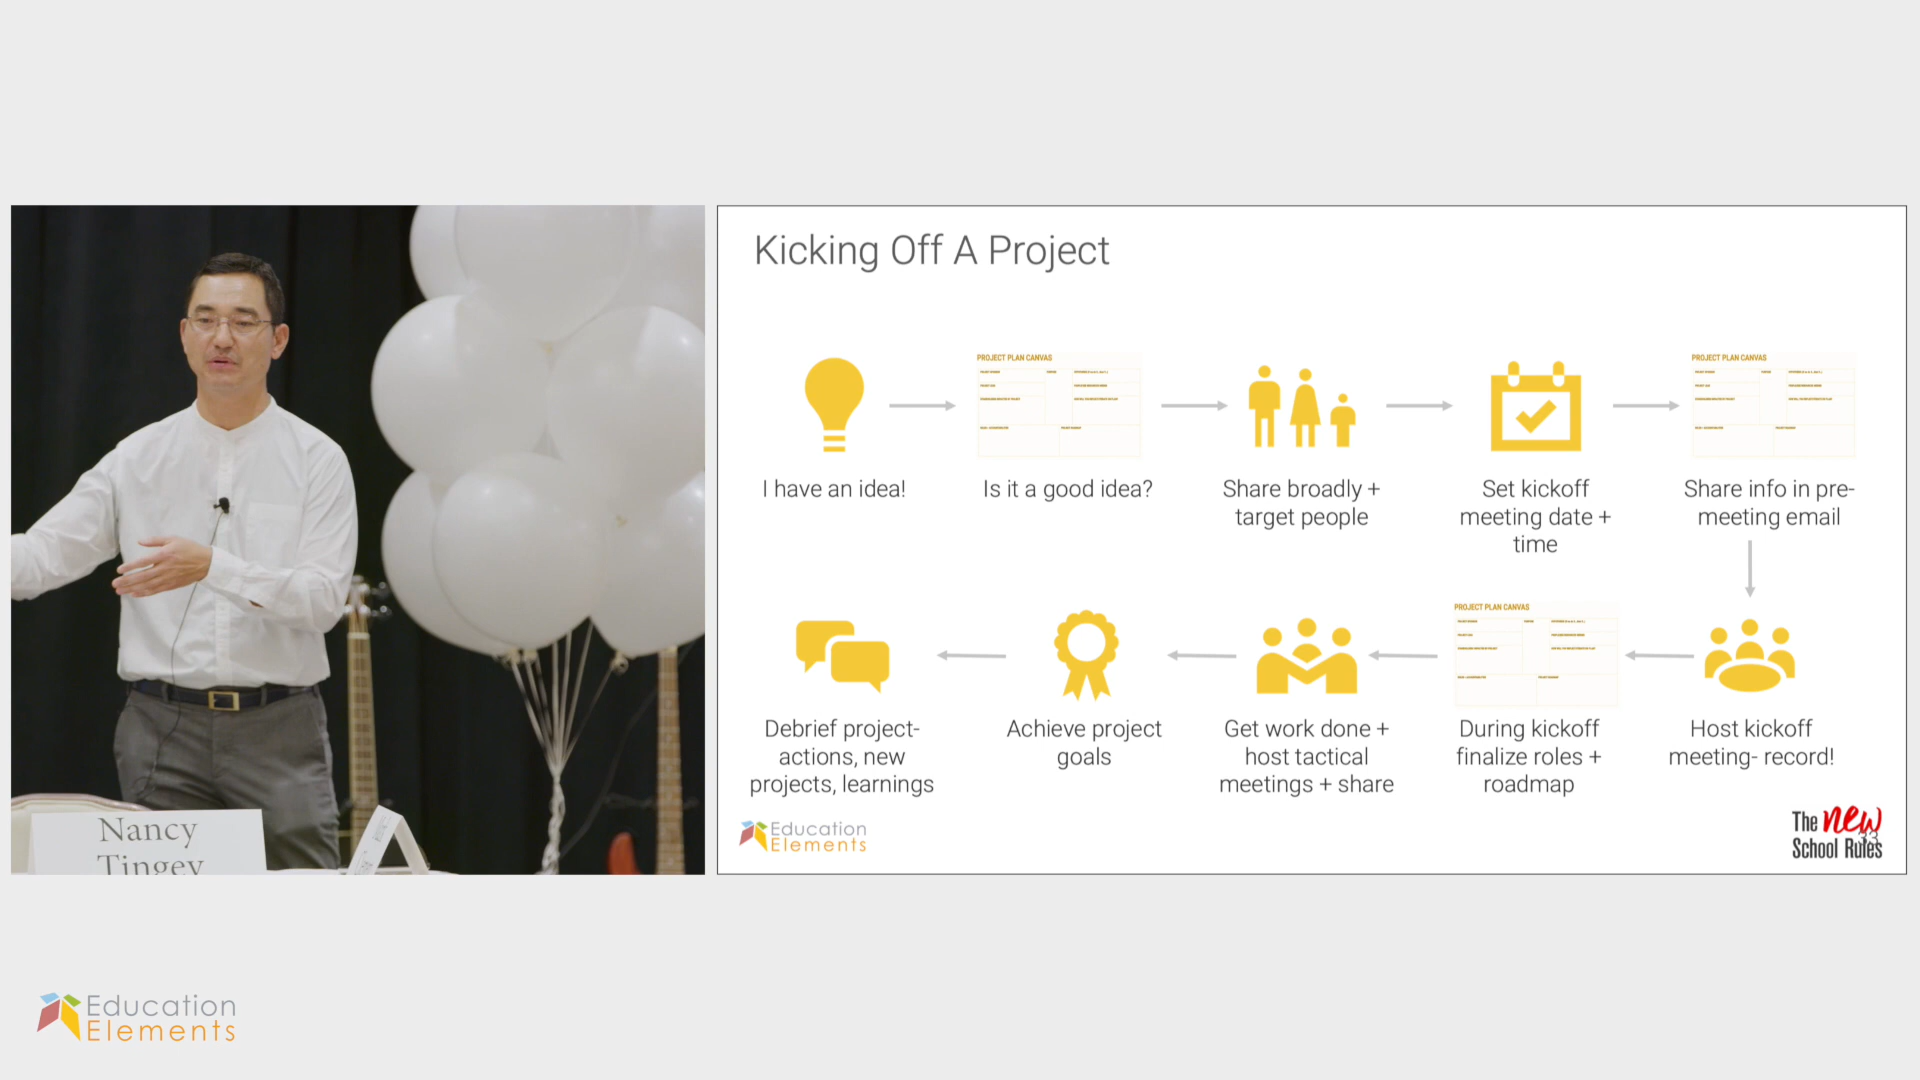 Kicking Off A Project
PROJECT PLAN CANVAS
PROJECT PLAN CANVAS
I have an idea!
Is it a good idea?
Share broadly +
target people
Set kickoff
meeting date +
time
Share info in pre-
meeting email
PROJECT PLAN CANVAS
Debrief project-
actions, new
projects, learnings
Achieve project
goals
Get work done +
host tactical
meetings + share
During kickoff
finalize roles +
roadmap
Host kickoff
meeting- record!
Education
Elements
The new
School Rules
33
Nancy
Tingey
Education
Elements